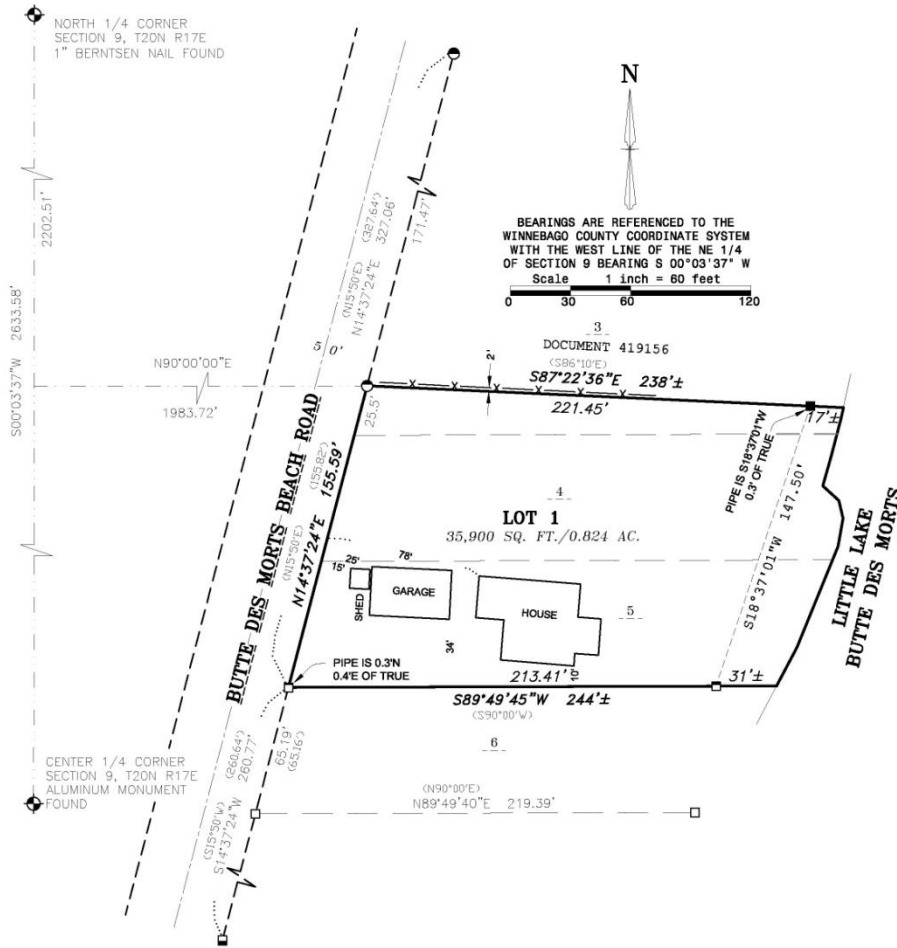 NORTH 1/4 CORNER
SECTION 9, T20N R17E
1" BERNTSEN NAIL FOUND
N
BEARINGS ARE REFERENCED TO THE
WINNEBAGO COUNTY COORDINATE SYSTEM
WITH THE WEST LINE OF THE NE 1/4
OF SECTION 9 BEARING S 00°03'37" W
Scale 1 inch = 60 feet
0 30 60 120
2202.51'
S00°03'37"W 2633.58'
(327.64')
327.06'
171.47'
(N15°50'E)
N14°37'24"E
50'
N90°00'00"E
1983.72'
3
DOCUMENT 419156
(S86°10'E)
S87°22'36"E 238'±
2'
221.45'
17'±
25.5'
PIPE IS S18°37'01"W
0.3' OF TRUE
BUTTE DES MORTS BEACH ROAD
(155.82')
155.59'
(N15°50'E)
N14°37'24"E
4
LOT 1
35,900 SQ. FT./0.824 AC.
S18°37'01"W 147.50'
LITTLE LAKE
BUTTE DES MORTS
25'
78'
15'
SHED
GARAGE
34'
HOUSE
5
10'
PIPE IS 0.3'N
0.4'E OF TRUE
213.41'
31'±
S89°49'45"W 244'±
(S90°00'W)
6
(260.64')
260.77'
65.19'
(65.16')
(S15°50'W)
S14°37'24"W
CENTER 1/4 CORNER
SECTION 9, T20N R17E
ALUMINUM MONUMENT
FOUND
(N90°00'E)
N89°49'40"E 219.39'